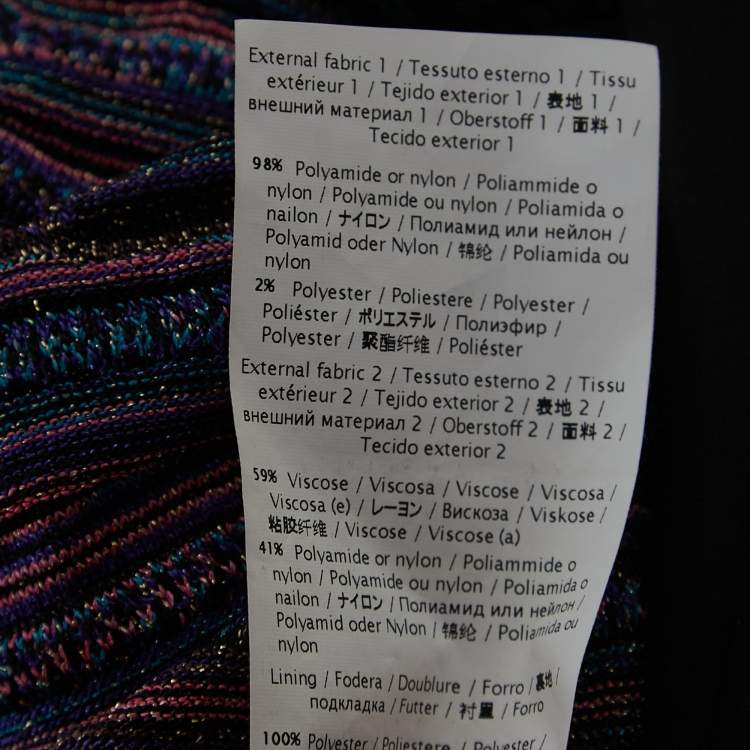 External fabric 1 / Tessuto esterno 1 / Tissu
extérieur 1 / Tejido exterior 1 / 表地 1 /
внешний материал 1 / Oberstoff 1 / 面料 1 /
Tecido exterior 1
98% Polyamide or nylon / Poliammide o
nylon / Polyamide ou nylon / Poliamida o
nailon / ナイロン / Полиамид или нейлон /
Polyamid oder Nylon / 锦纶 / Poliamida ou
nylon
2% Polyester / Poliestere / Polyester /
Poliéster / ポリエステル / Полиэфир /
Polyester / 聚酯纤维 / Poliéster
External fabric 2 / Tessuto esterno 2 / Tissu
extérieur 2 / Tejido exterior 2 / 表地 2 /
внешний материал 2 / Oberstoff 2 / 面料 2 /
Tecido exterior 2
59% Viscose / Viscosa / Viscose / Viscosa /
Viscosa (e) / レーヨン / Вискоза / Viskose /
粘胶纤维 / Viscose / Viscose (a)
41% Polyamide or nylon / Poliammide o
nylon / Polyamide ou nylon / Poliamida o
nailon / ナイロン / Полиамид или нейлон /
Polyamid oder Nylon / 锦纶 / Poliamida ou
nylon
Lining / Fodera / Doublure / Forro / 裏地 /
подкладка / Futter / 衬里 / Forro
100% Polyester / Poliestere / Polyester /